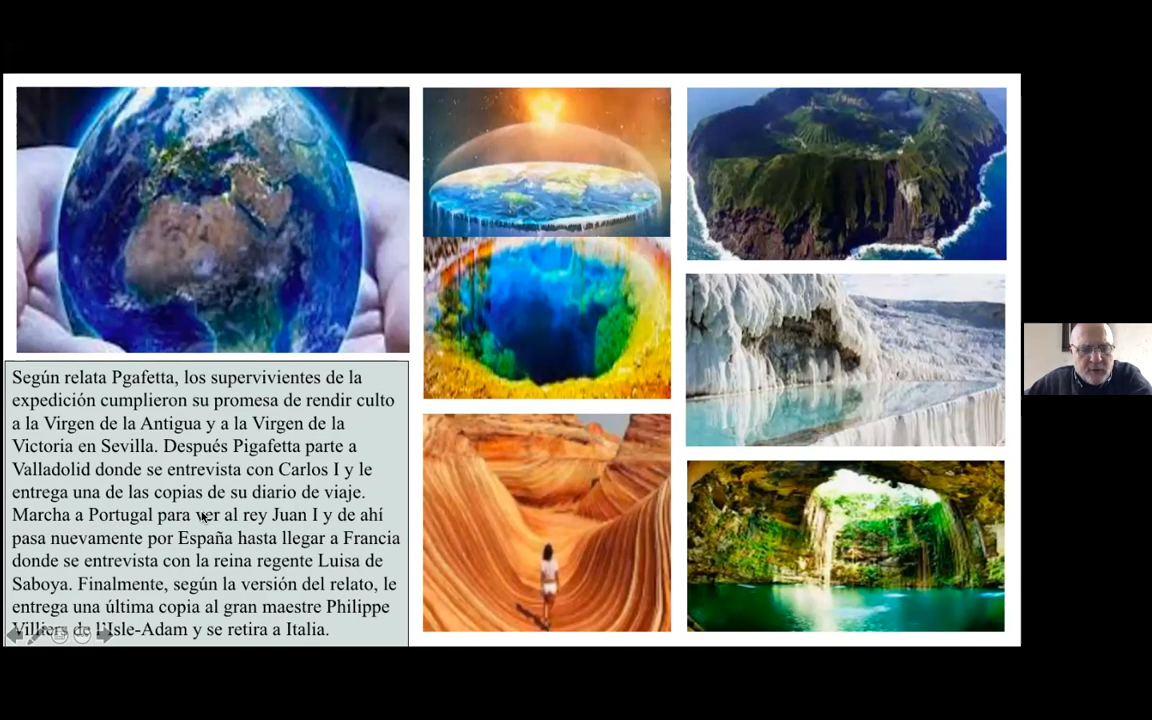 Según relata Pgafetta, los supervivientes de la
expedición cumplieron su promesa de rendir culto
a la Virgen de la Antigua y a la Virgen de la
Victoria en Sevilla. Después Pigafetta parte a
Valladolid donde se entrevista con Carlos I y le
entrega una de las copias de su diario de viaje.
Marcha a Portugal para ver al rey Juan I y de ahí
pasa nuevamente por España hasta llegar a Francia
donde se entrevista con la reina regente Luisa de
Saboya. Finalmente, según la versión del relato, le
entrega una última copia al gran maestre Philippe
Villiers de l'Isle-Adam y se retira a Italia.